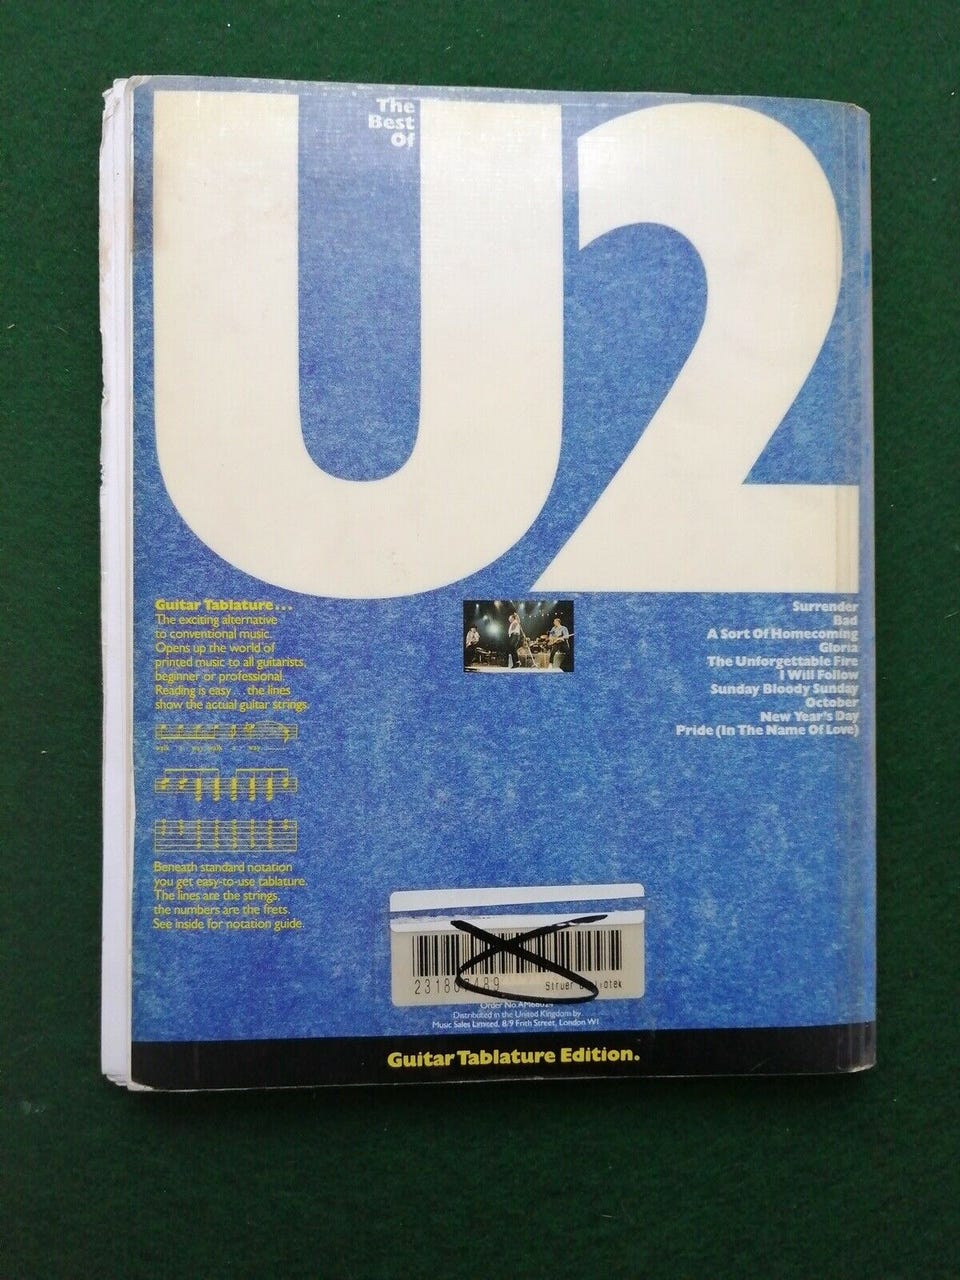 The
Best
Of
U2
Guitar Tablature...
The exciting alternative
to conventional music.
Opens up the world of
printed music to all guitarists,
beginner or professional.
Reading is easy...the lines
show the actual guitar strings.
Beneath standard notation
you get easy-to-use tablature.
The lines are the strings,
the numbers are the frets.
See inside for notation guide.
Surrender
Bad
A Sort Of Homecoming
Gloria
The Unforgettable Fire
I Will Follow
Sunday Bloody Sunday
October
New Year's Day
Pride (In The Name Of Love)
Struer
Order No.
Distributed in the United Kingdom by
Music Sales Limited, 8/9 Frith Street, London W1
Guitar Tablature Edition.